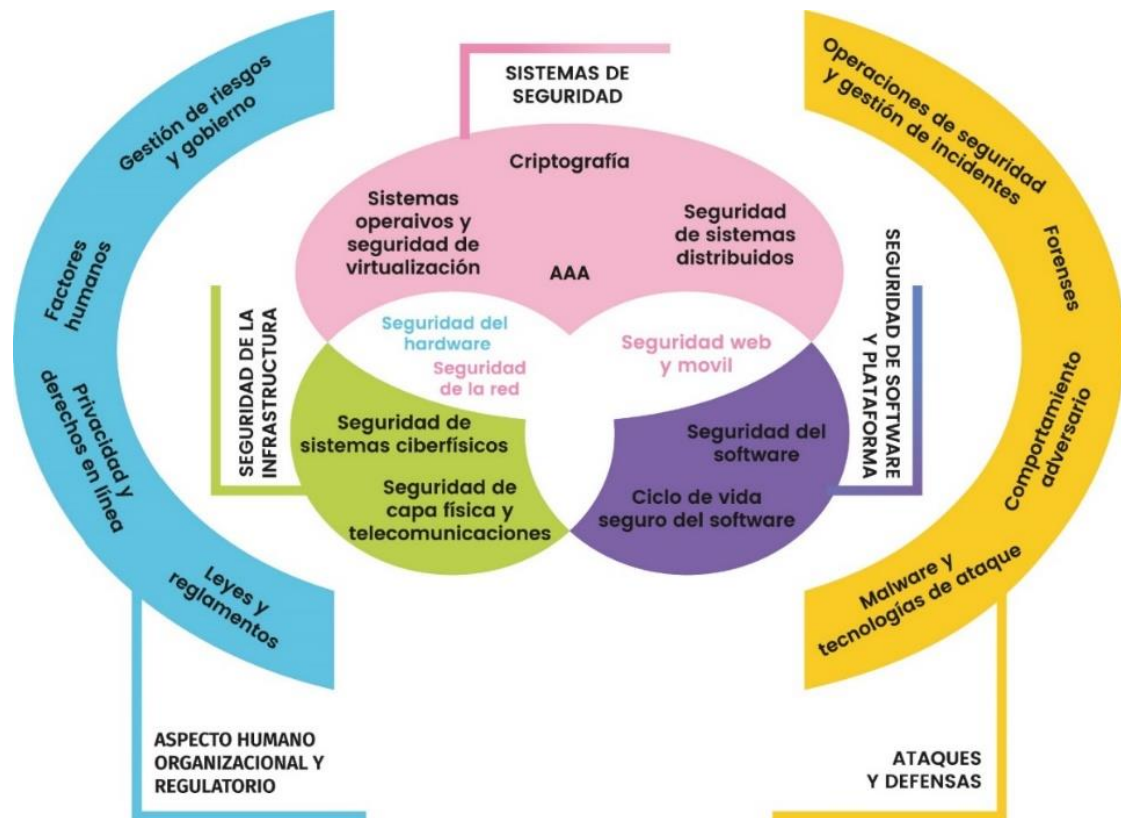 SISTEMAS DE
SEGURIDAD
Gestión de riesgos
y gobierno
Factores
humanos
Privacidad y
derechos en línea
Leyes y
reglamentos
ASPECTO HUMANO
ORGANIZACIONAL Y
REGULATORIO
SEGURIDAD DE LA
INFRASTRUCTURA
Criptografía
Sistemas
operaivos y
seguridad de
virtualización
AAA
Seguridad
de sistemas
distribuidos
Seguridad del
hardware
Seguridad
de la red
Seguridad web
y movil
Seguridad de
sistemas ciberfísicos
Seguridad de
capa física y
telecomunicaciones
Seguridad del
software
Ciclo de vida
seguro del software
SEGURIDAD DE SOFTWARE
Y PLATAFORMA
Operaciones de seguridad
y gestión de incidentes
Forenses
Comportamiento
adversario
Malware y
tecnologías de ataque
ATAQUES
Y DEFENSAS